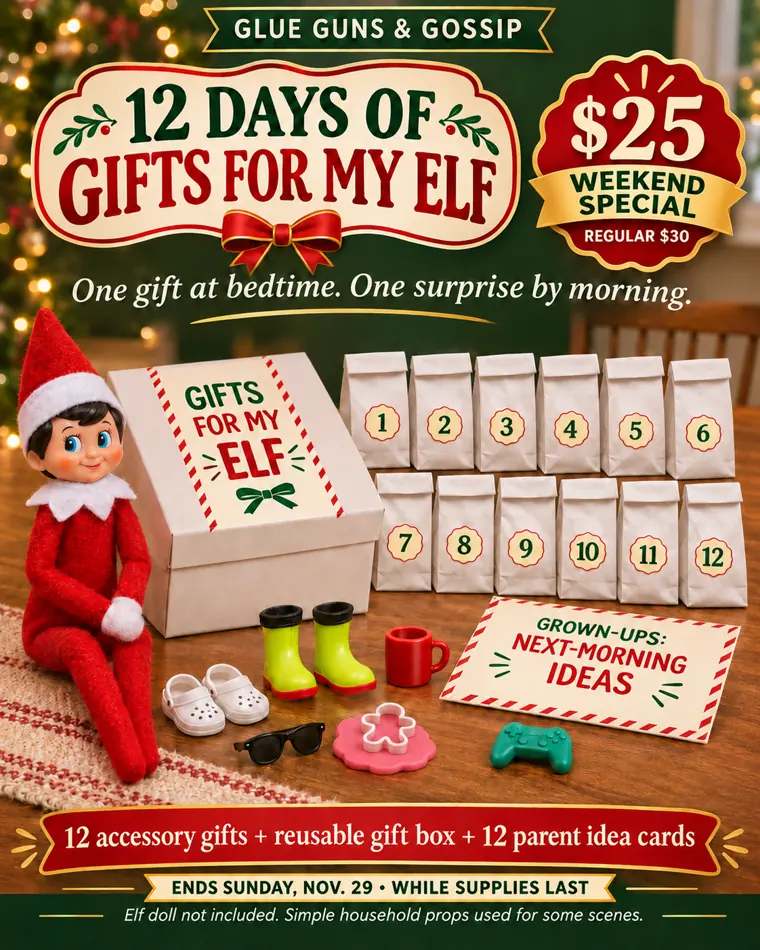 GLUE GUNS & GOSSIP
12 DAYS OF
GIFTS FOR MY ELF
$25
WEEKEND
SPECIAL
REGULAR $30
One gift at bedtime. One surprise by morning.
GIFTS
FOR MY
ELF
1
2
3
4
5
6
7
8
9
10
11
12
GROWN-UPS:
NEXT-MORNING
IDEAS
12 accessory gifts + reusable gift box + 12 parent idea cards
ENDS SUNDAY, NOV. 29 • WHILE SUPPLIES LAST
Elf doll not included. Simple household props used for some scenes.